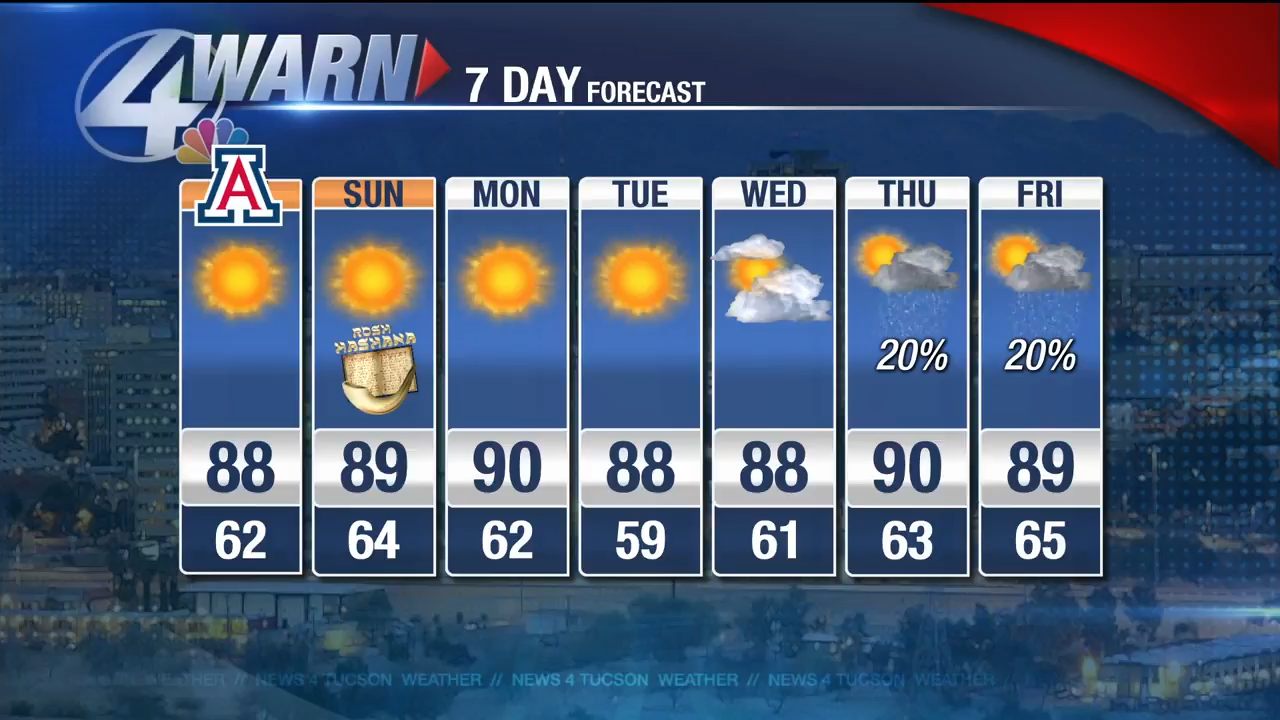 4WARN
7 DAY FORECAST
A SUN MON TUE WED THU FRI
ROSH
HASHANA
20% 20%
88 89 90 88 88 90 89
62 64 62 59 61 63 65
WEATHER // NEWS 4 TUCSON WEATHER // NEWS 4 TUCSON WEATHER // NEWS 4 TUCSON WEATHER //